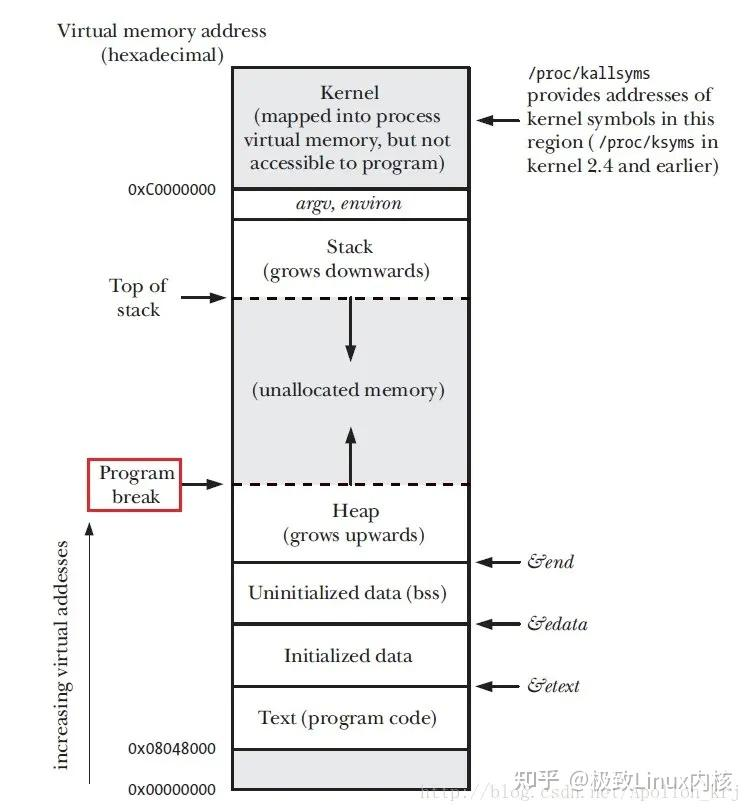 Virtual memory address
(hexadecimal)
/proc/kallsyms
provides addresses of
kernel symbols in this
region ( /proc/ksyms in
kernel 2.4 and earlier)
Kernel
(mapped into process
virtual memory, but not
accessible to program)
0xC0000000
argv, environ
Stack
(grows downwards)
Top of
stack
(unallocated memory)
Program
break
Heap
(grows upwards)
&end
Uninitialized data (bss)
&edata
Initialized data
&etext
Text (program code)
increasing virtual addesses
0x08048000
0x00000000
知乎 @极致Linux内核
http://blog.csdn.net/Apollon_krj